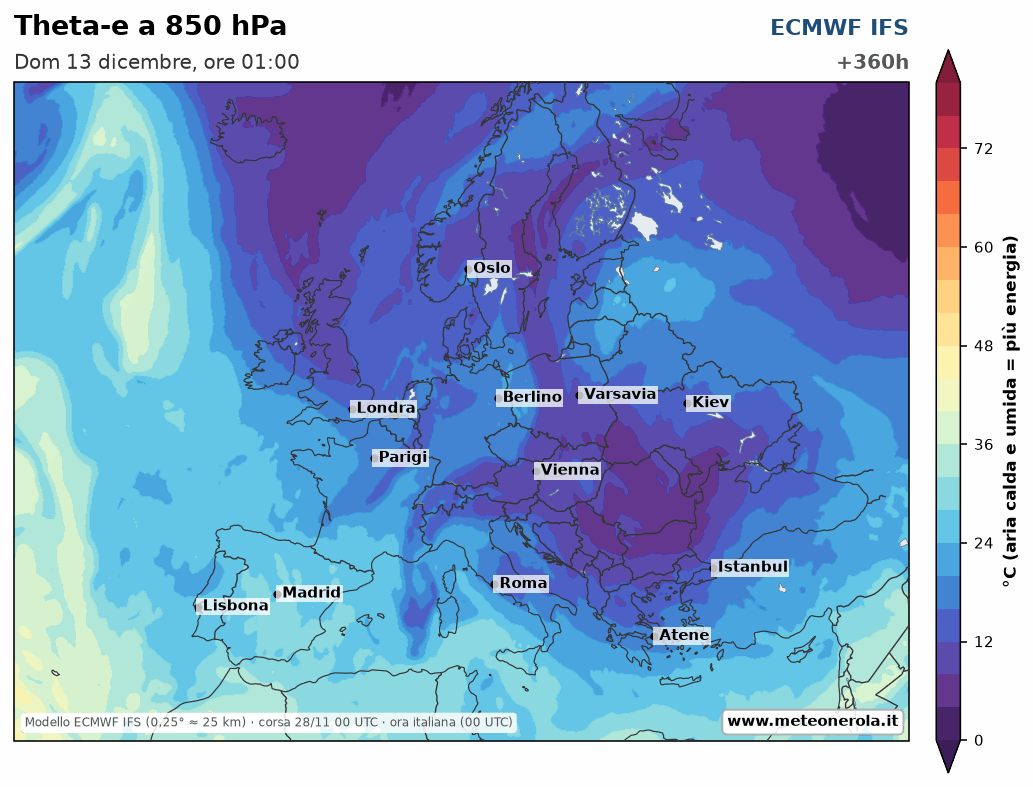 Theta-e a 850 hPa
ECMWF IFS
Dom 13 dicembre, ore 01:00
+360h
72
60
48
36
24
12
0
°C (aria calda e umida = più energia)
Oslo
Berlino
Varsavia
Kiev
Londra
Parigi
Vienna
Istanbul
Roma
Madrid
Lisbona
Atene
Modello ECMWF IFS (0,25° ≈ 25 km) · corsa 28/11 00 UTC · ora italiana (00 UTC)
www.meteonerola.it